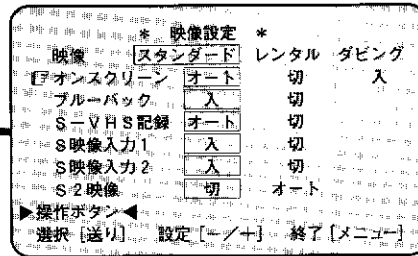 * 映像設定 *
映像 スタンダード レンタル ダビング
オンスクリーン オート 切 入
ブルーバック 入 切
S-VHS記録 オート 切
S映像入力1 入 切
S映像入力2 入 切
S2映像 切 オート
▶操作ボタン◀
選択 [送り] 設定 [-/+] 終了 [メニュー]